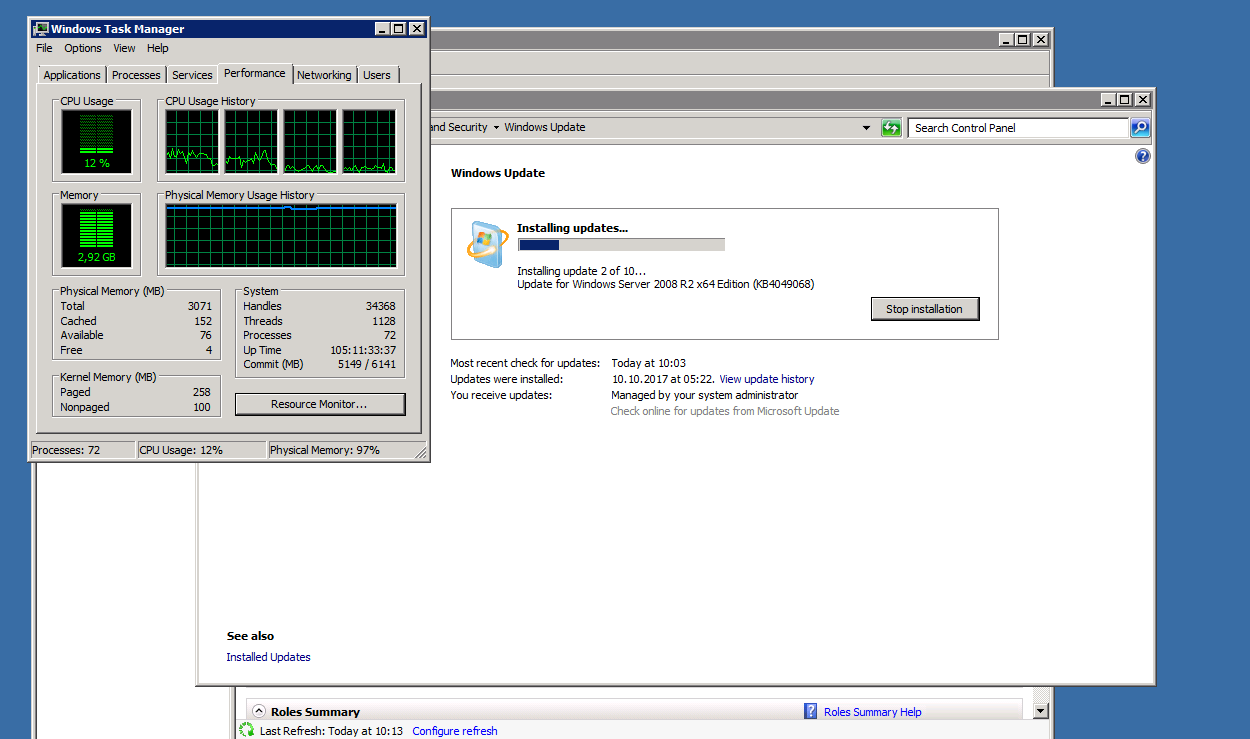 Windows Task Manager
File Options View Help
Applications Processes Services Performance Networking Users
CPU Usage
12 %
CPU Usage History
Memory
2,92 GB
Physical Memory Usage History
Physical Memory (MB)
Total 3071
Cached 152
Available 76
Free 4
System
Handles 34368
Threads 1128
Processes 72
Up Time 105:11:33:37
Commit (MB) 5149 / 6141
Kernel Memory (MB)
Paged 258
Nonpaged 100
Resource Monitor...
Processes: 72 CPU Usage: 12% Physical Memory: 97%
and Security Windows Update
Search Control Panel
Windows Update
Installing updates...
Installing update 2 of 10...
Update for Windows Server 2008 R2 x64 Edition (KB4049068)
Stop installation
Most recent check for updates: Today at 10:03
Updates were installed: 10.10.2017 at 05:22. View update history
You receive updates: Managed by your system administrator
Check online for updates from Microsoft Update
See also
Installed Updates
Roles Summary Roles Summary Help
Last Refresh: Today at 10:13 Configure refresh